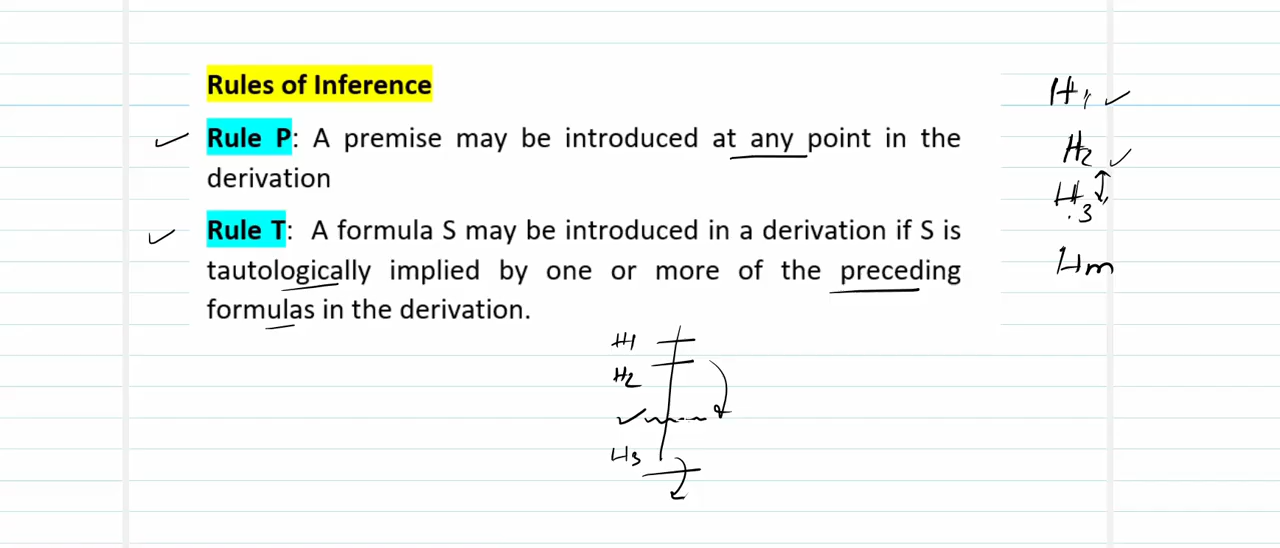 Rules of Inference
Rule P: A premise may be introduced at any point in the
derivation
Rule T: A formula S may be introduced in a derivation if S is
tautologically implied by one or more of the preceding
formulas in the derivation.
H1
H2
H3
Hm
H1
H2
H3